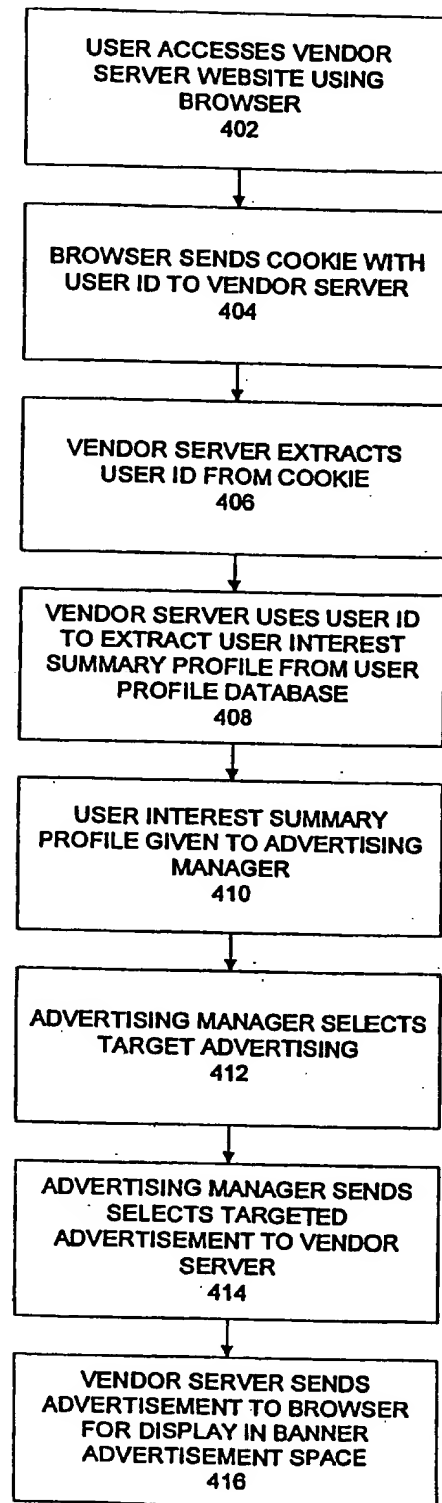 USER ACCESSES VENDOR
SERVER WEBSITE USING
BROWSER
402
BROWSER SENDS COOKIE WITH
USER ID TO VENDOR SERVER
404
VENDOR SERVER EXTRACTS
USER ID FROM COOKIE
406
VENDOR SERVER USES USER ID
TO EXTRACT USER INTEREST
SUMMARY PROFILE FROM USER
PROFILE DATABASE
408
USER INTEREST SUMMARY
PROFILE GIVEN TO ADVERTISING
MANAGER
410
ADVERTISING MANAGER SELECTS
TARGET ADVERTISING
412
ADVERTISING MANAGER SENDS
SELECTS TARGETED
ADVERTISEMENT TO VENDOR
SERVER
414
VENDOR SERVER SENDS
ADVERTISEMENT TO BROWSER
FOR DISPLAY IN BANNER
ADVERTISEMENT SPACE
416